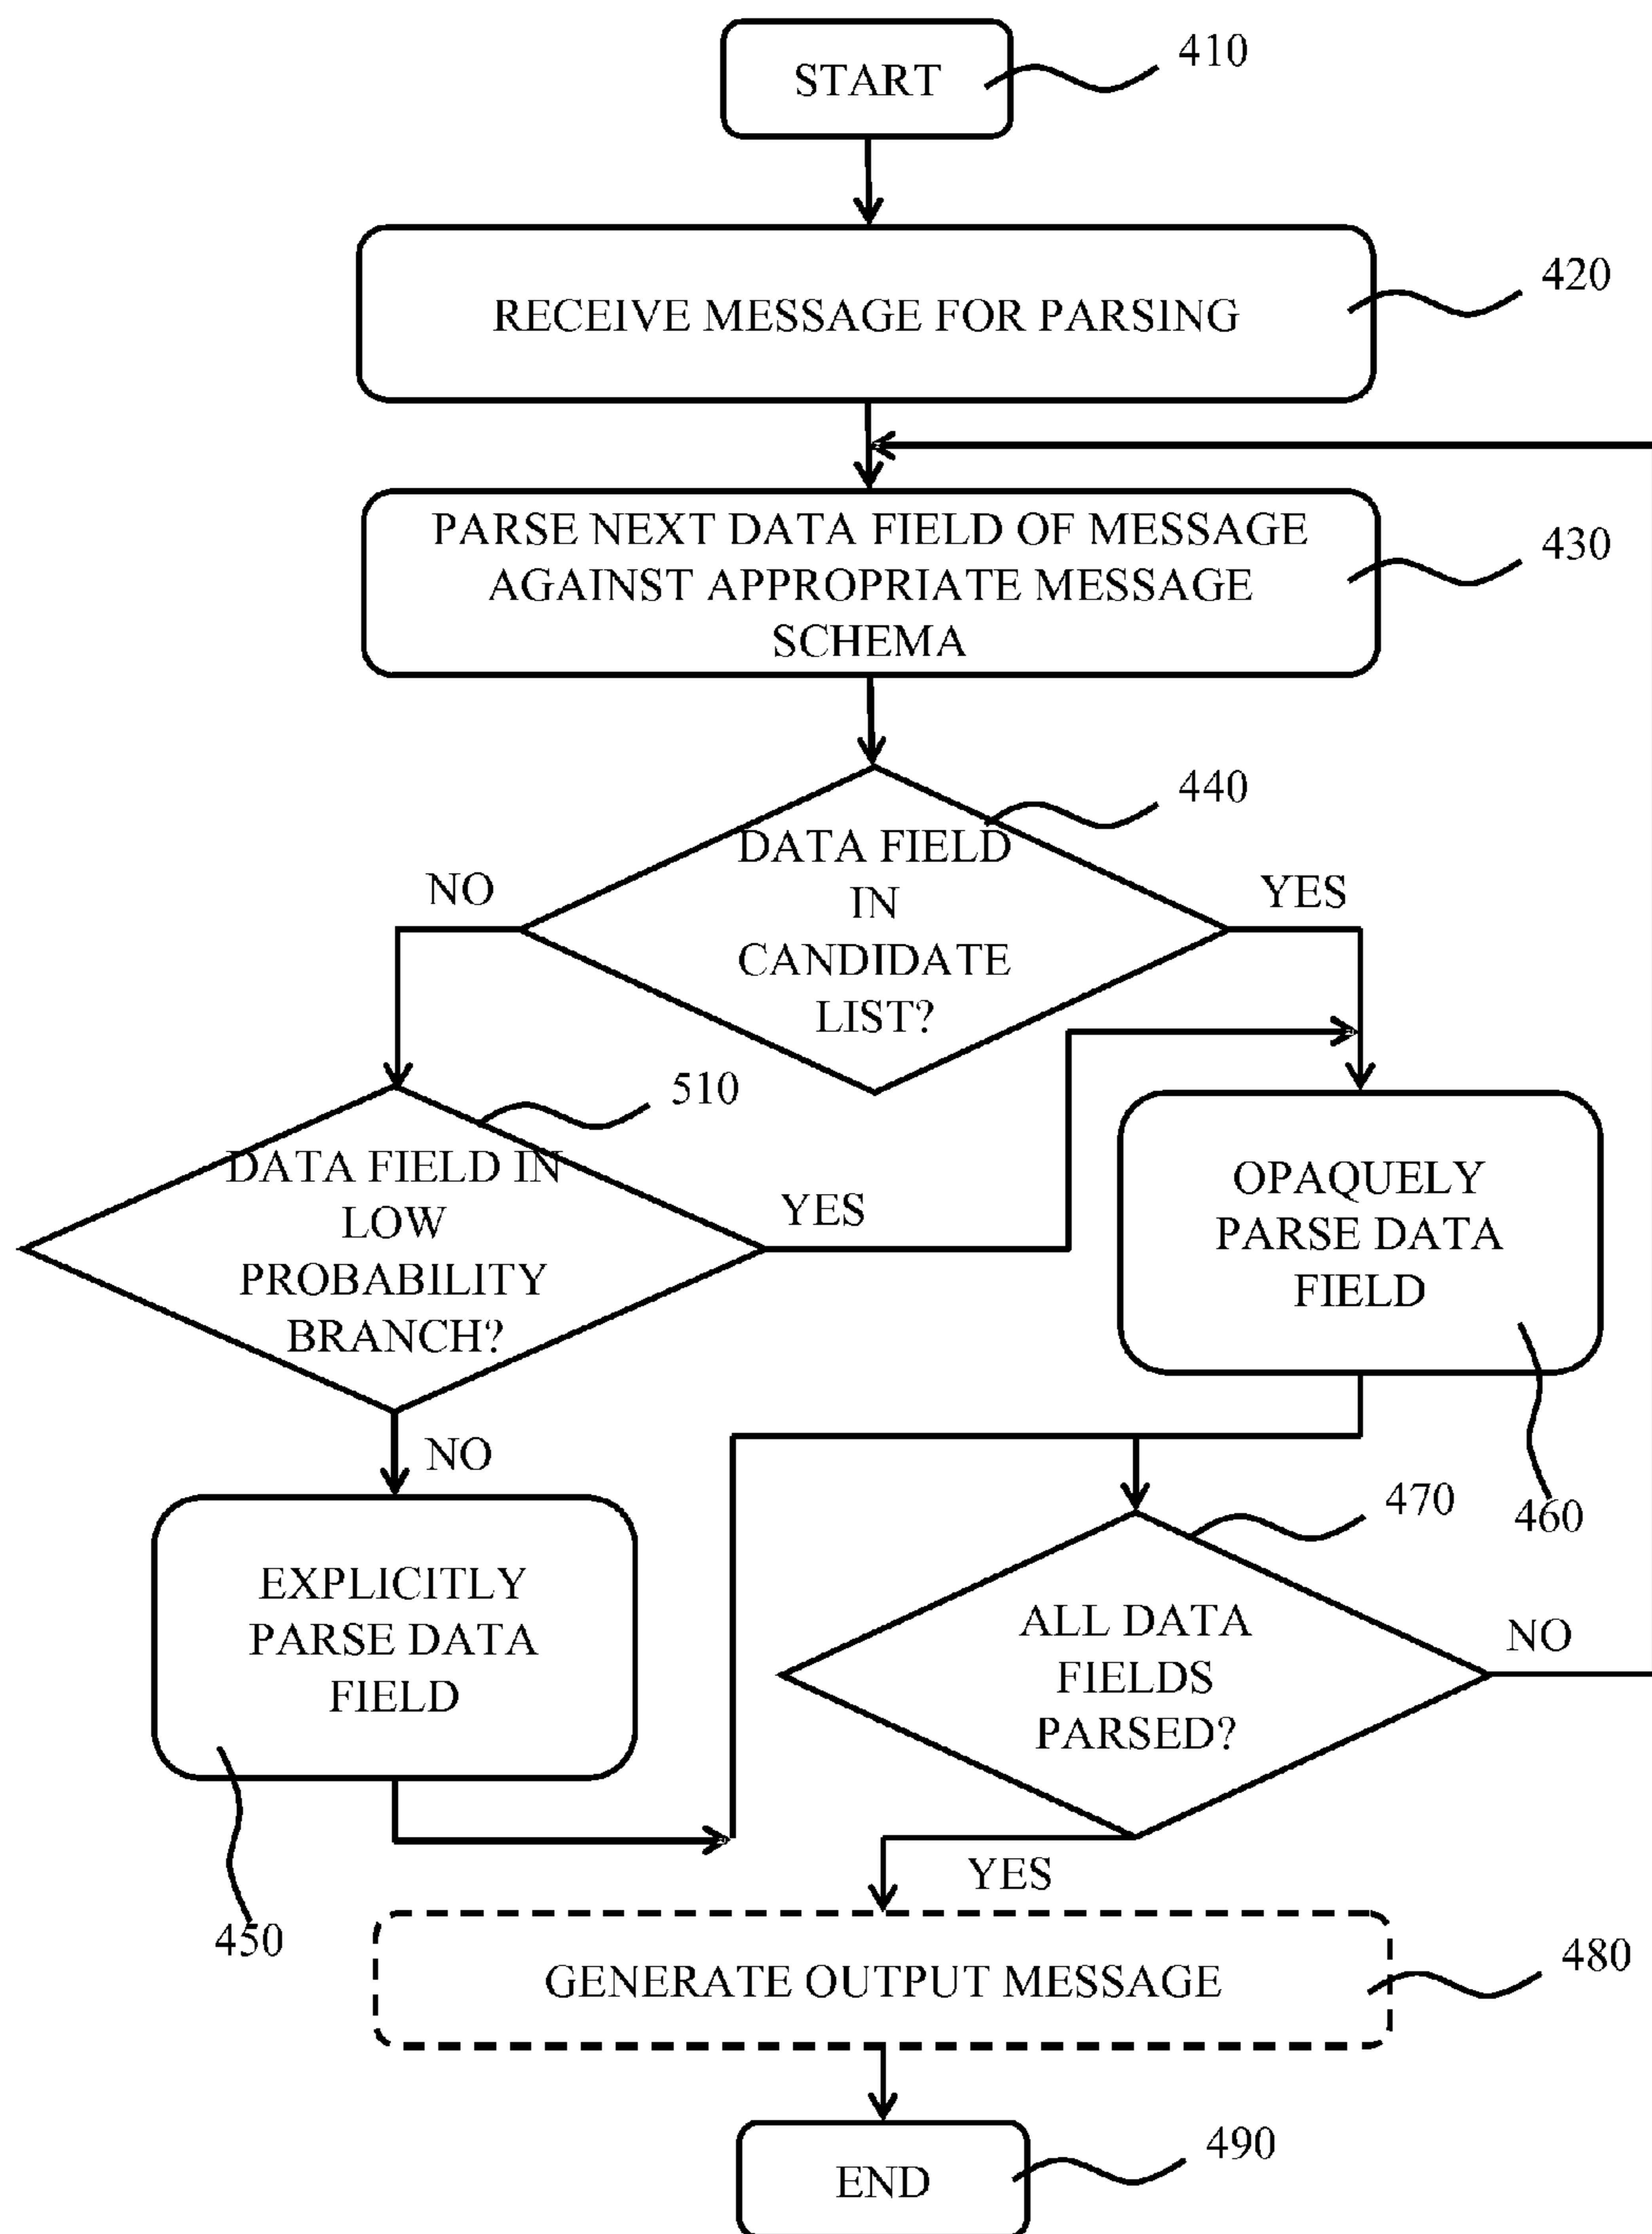 START
410
RECEIVE MESSAGE FOR PARSING
420
PARSE NEXT DATA FIELD OF MESSAGE
AGAINST APPROPRIATE MESSAGE
SCHEMA
430
440
DATA FIELD
IN
CANDIDATE
LIST?
NO
YES
510
DATA FIELD IN
LOW
PROBABILITY
BRANCH?
YES
NO
OPAQUELY
PARSE DATA
FIELD
460
EXPLICITLY
PARSE DATA
FIELD
450
470
ALL DATA
FIELDS
PARSED?
NO
YES
GENERATE OUTPUT MESSAGE
480
END
490